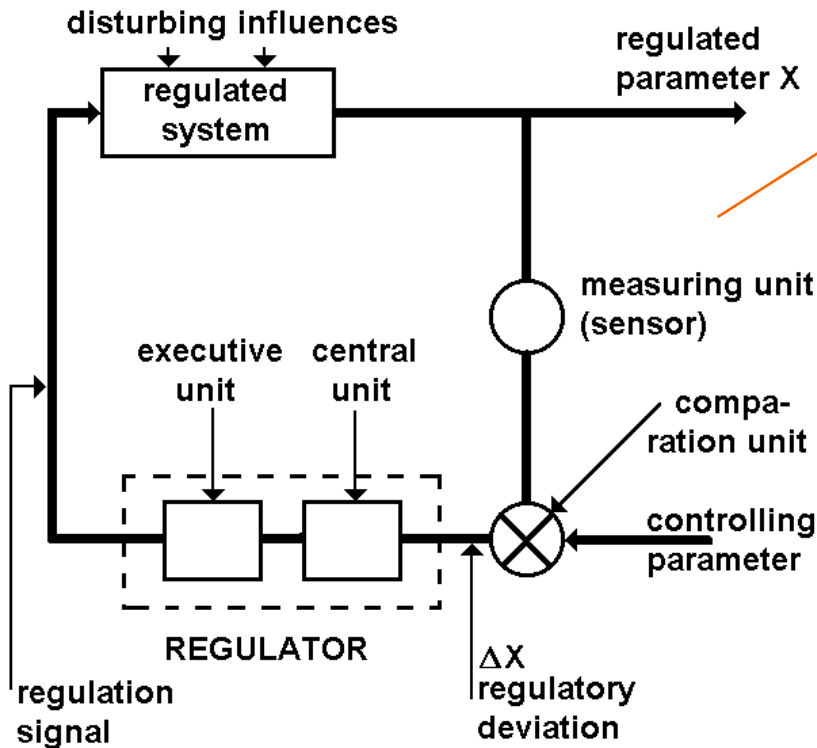 disturbing influences
regulated
parameter X
regulated
system
measuring unit
(sensor)
executive
unit
central
unit
compa-
ration unit
controlling
parameter
REGULATOR
ΔX
regulatory
deviation
regulation
signal